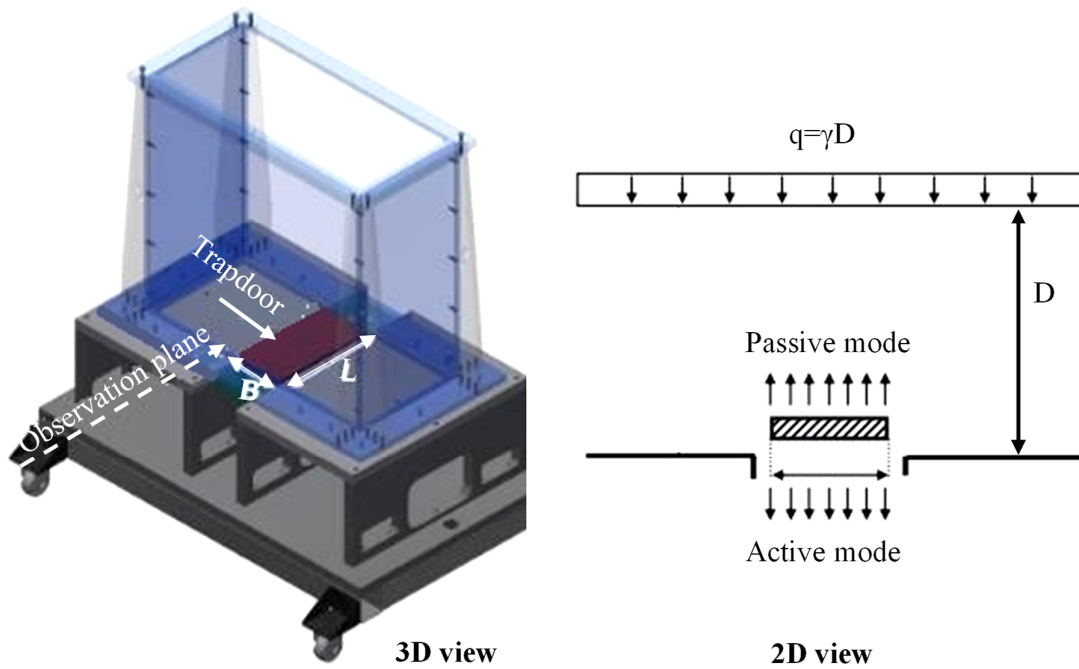 Trapdoor
Observation plane
B
L
3D view
q=γD
D
Passive mode
Active mode
2D view